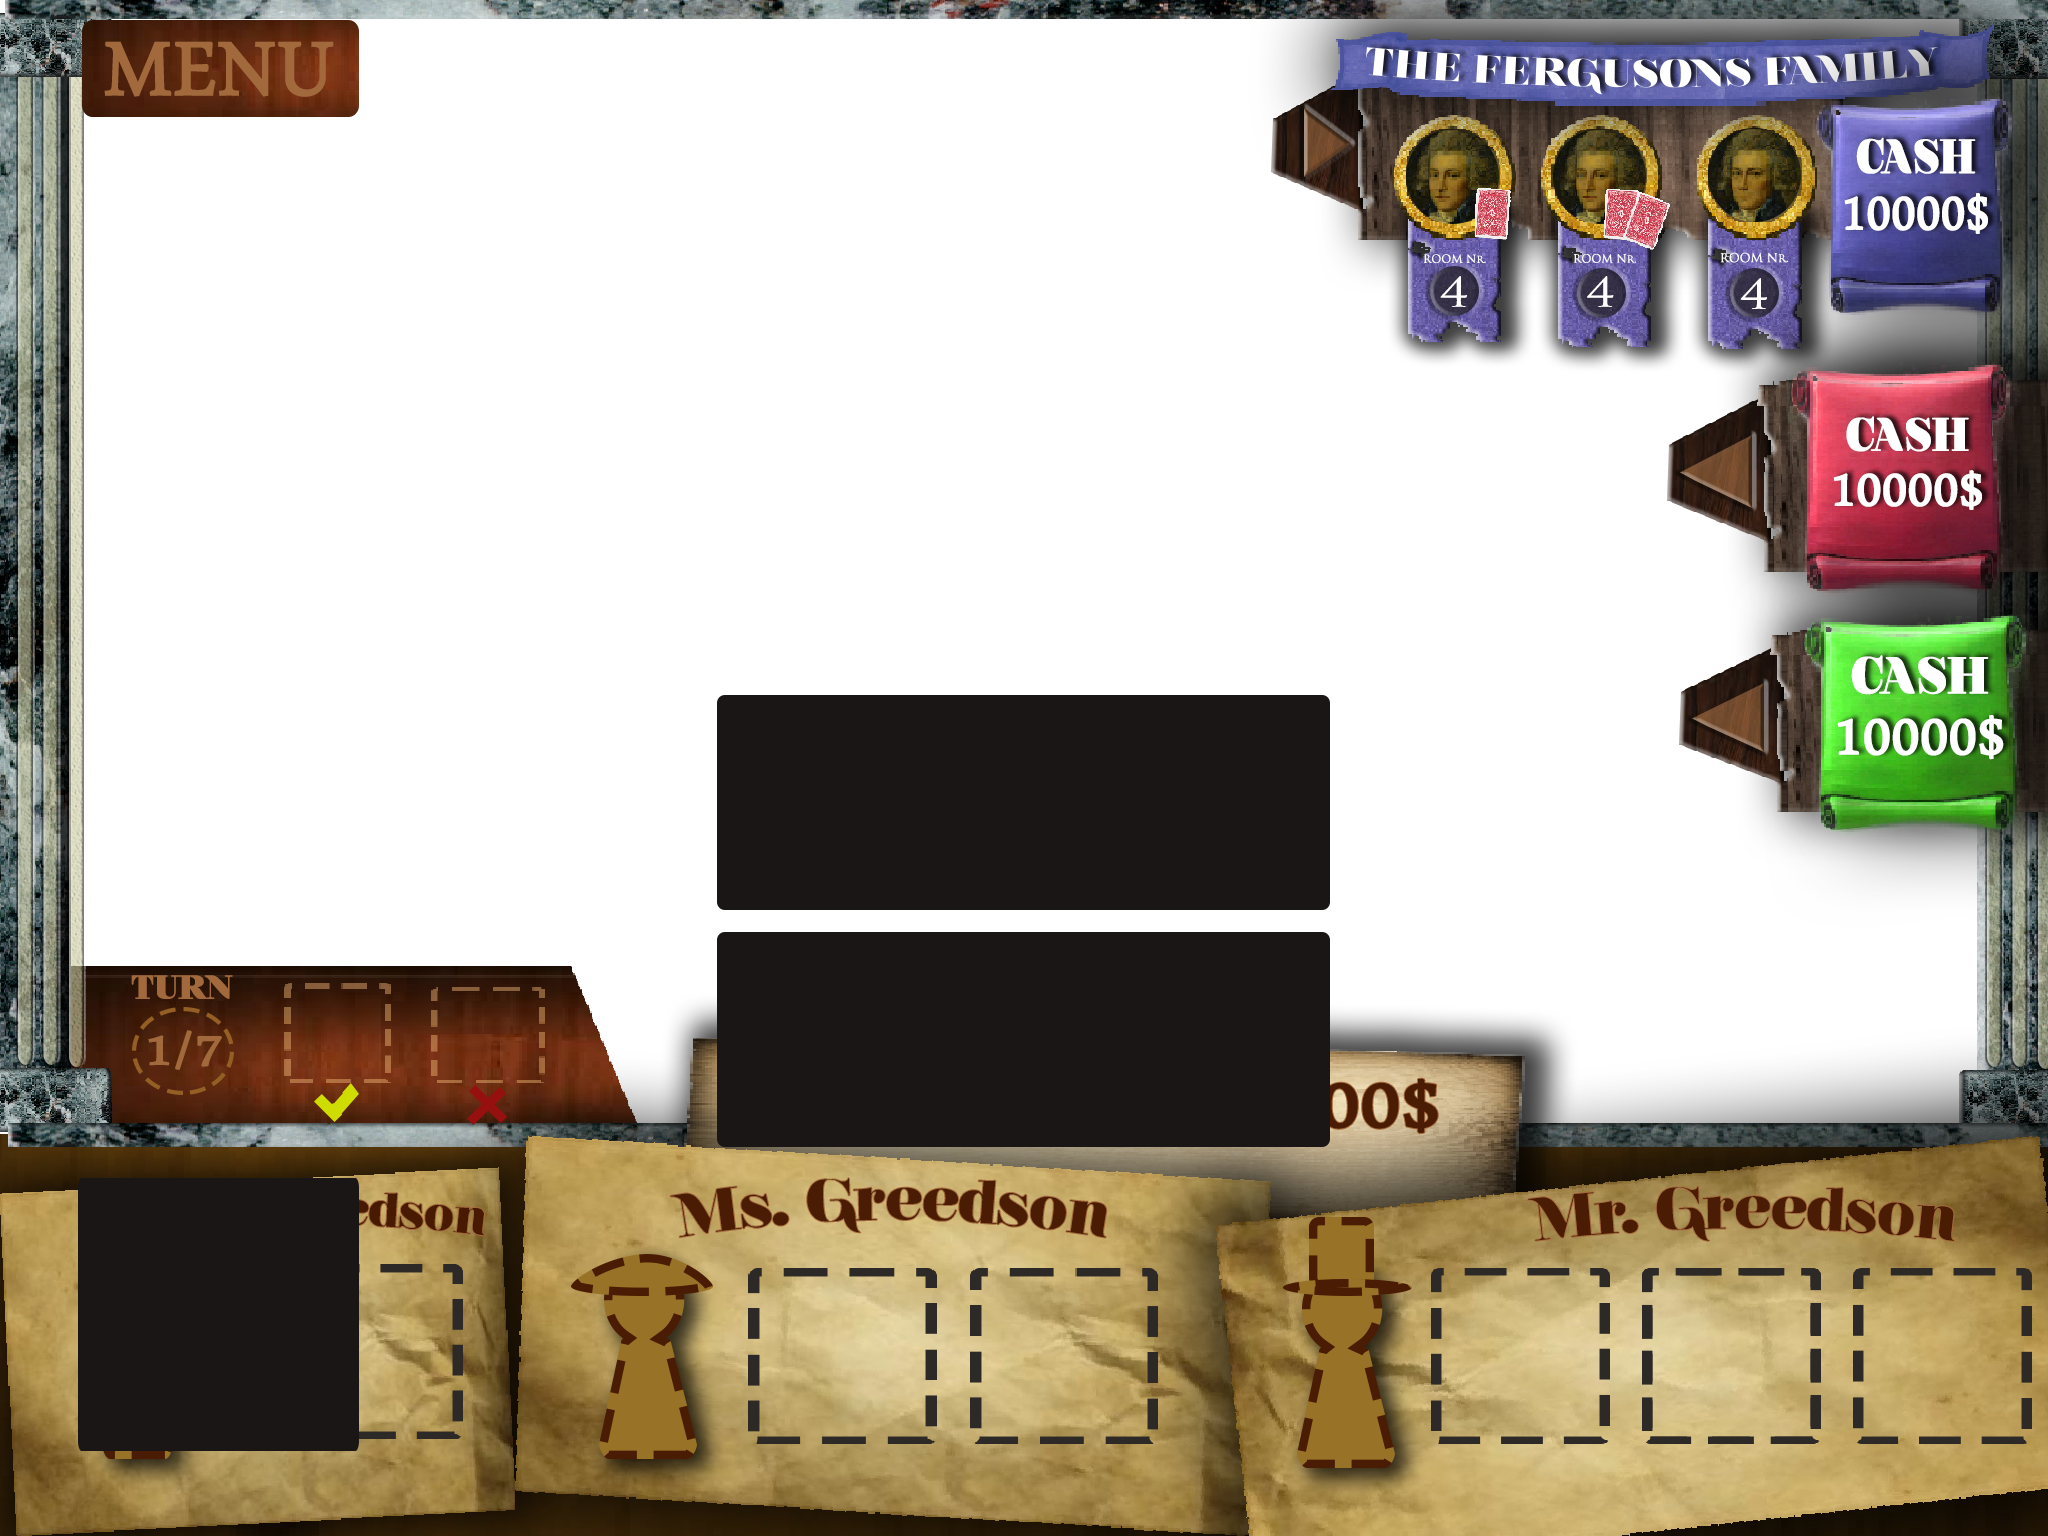 MENU
THE FERGUSONS FAMILY
CASH
10000$
ROOM NR.
4
ROOM NR.
4
ROOM NR.
4
CASH
10000$
CASH
10000$
TURN
1/7
00$
edson
Ms. Greedson
Mr. Greedson